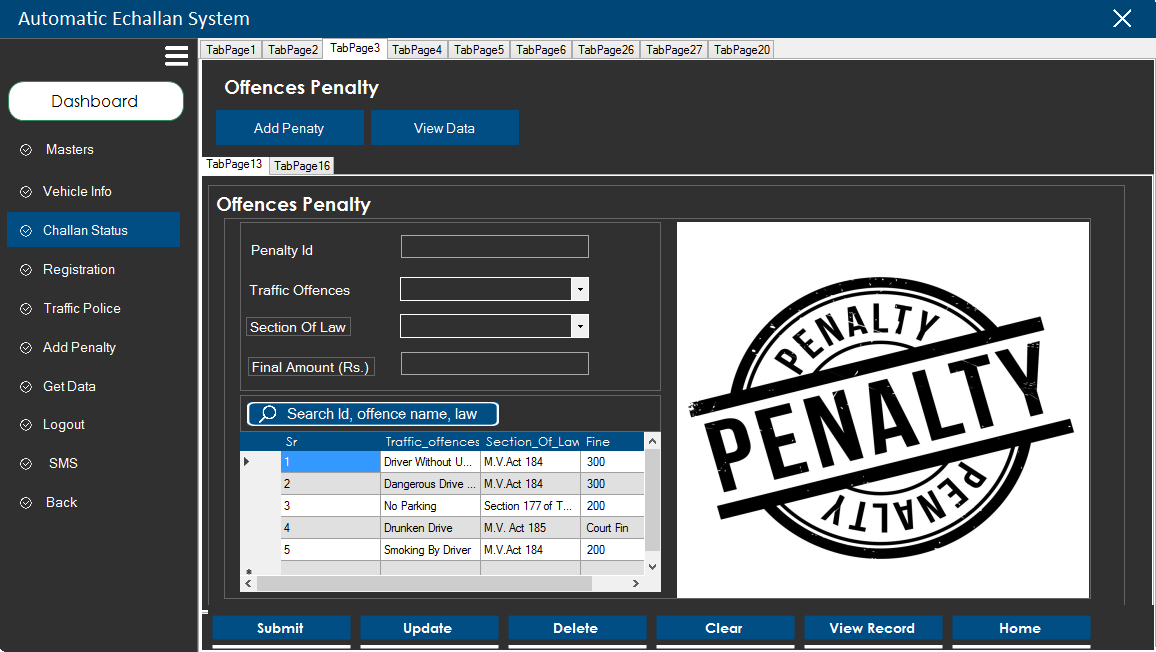 Automatic Echallan System
TabPage1 TabPage2 TabPage3 TabPage4 TabPage5 TabPage6 TabPage26 TabPage27 TabPage20
Dashboard
Masters
Vehicle Info
Challan Status
Registration
Traffic Police
Add Penalty
Get Data
Logout
SMS
Back
Offences Penalty
Add Penaty View Data
TabPage13 TabPage16
Offences Penalty
Penalty Id
Traffic Offences
Section Of Law
Final Amount (Rs.)
Search Id, offence name, law
Sr Traffic_offences Section_Of_Law Fine
1 Driver Without U... M.V.Act 184 300
2 Dangerous Drive ... M.V.Act 184 300
3 No Parking Section 177 of T... 200
4 Drunken Drive M.V. Act 185 Court Fin
5 Smoking By Driver M.V.Act 184 200
PENALTY
PENALTY
PENALTY
Submit Update Delete Clear View Record Home